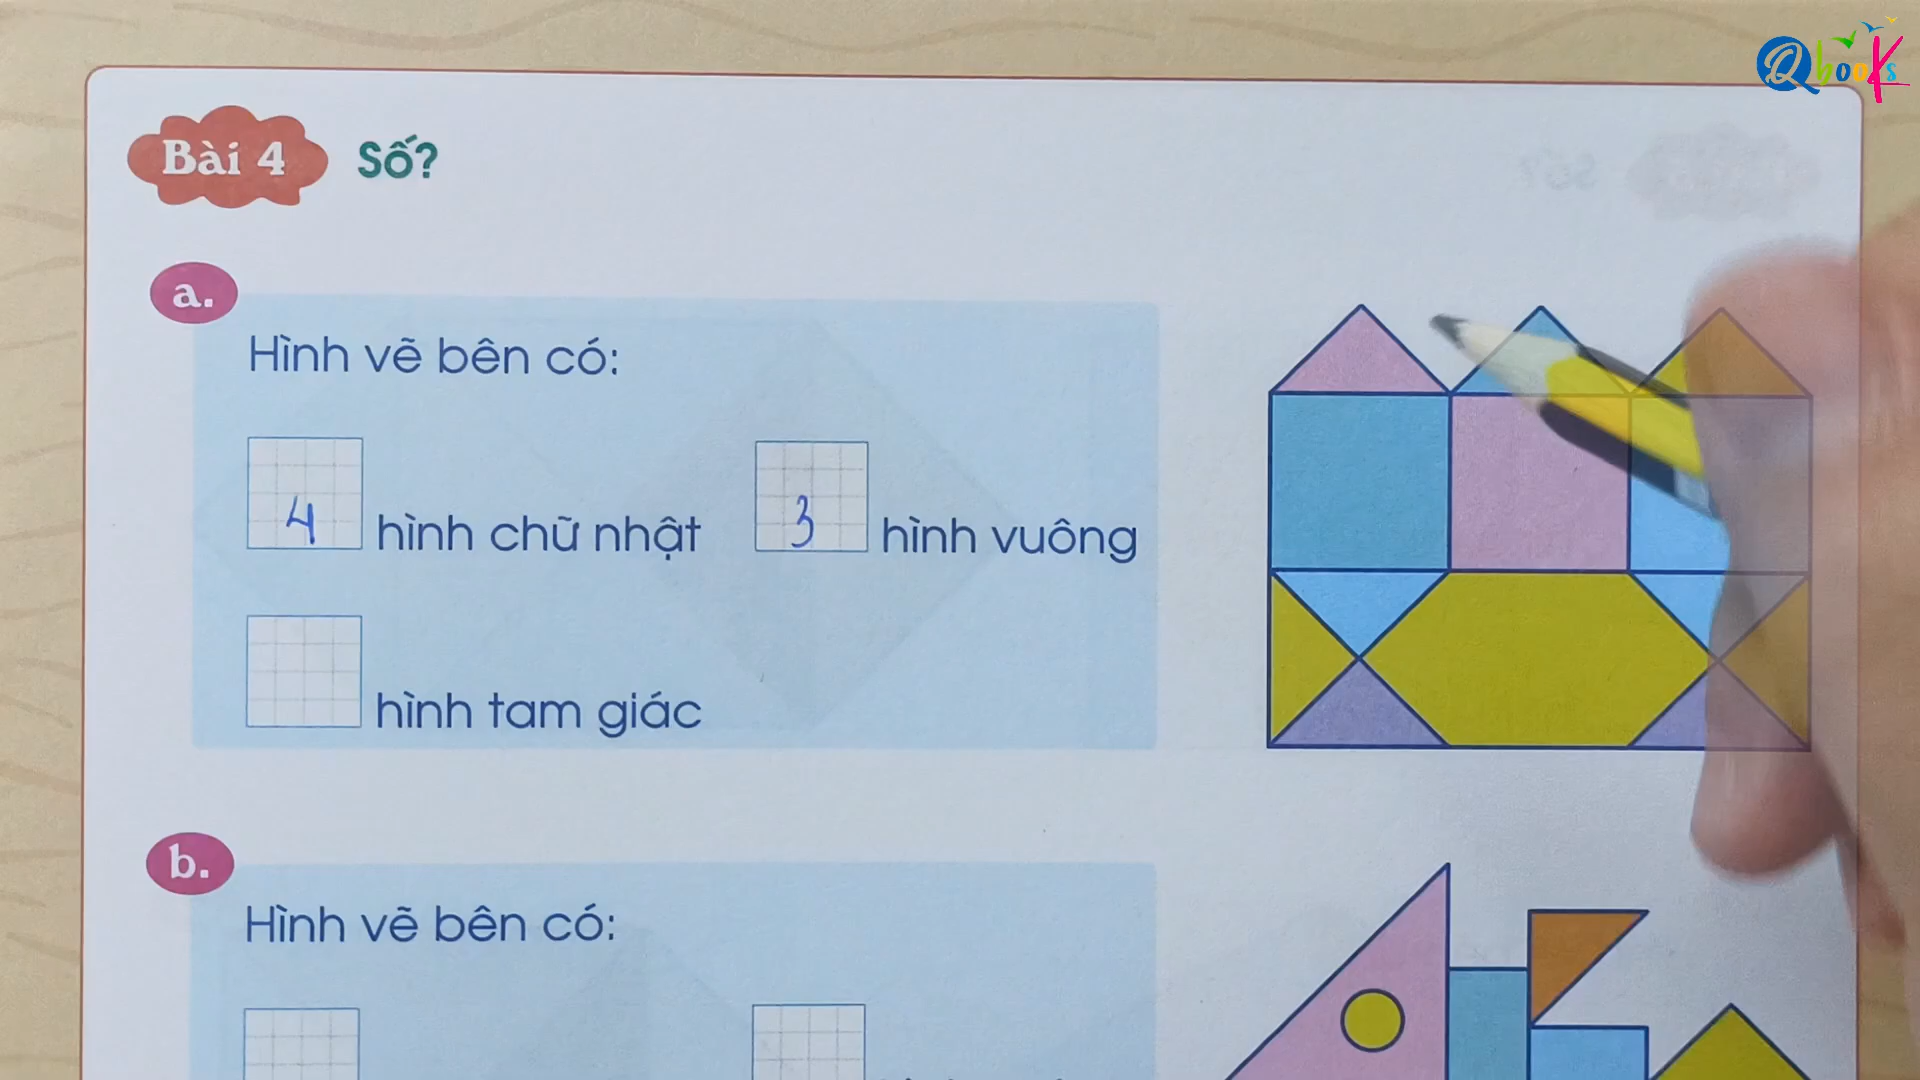 Qbooks
Bài 4 Số?
a.
Hình vẽ bên có:
4 hình chữ nhật 3 hình vuông
hình tam giác
b.
Hình vẽ bên có: